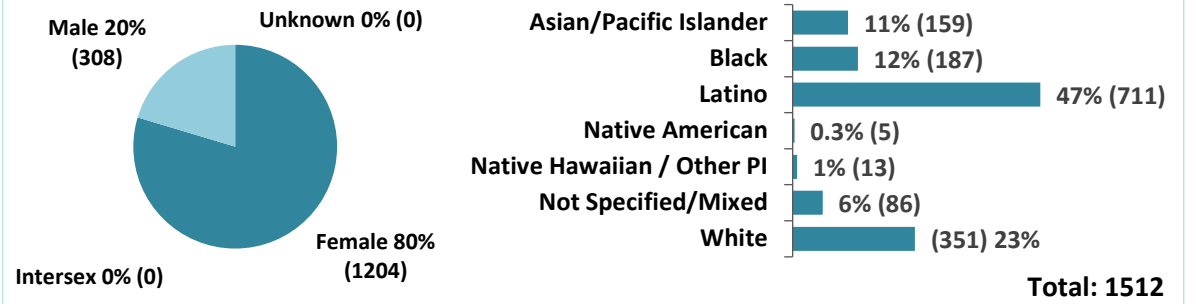 Male 20%
(308)
Unknown 0% (0)
Female 80%
(1204)
Intersex 0% (0)
Asian/Pacific Islander 11% (159)
Black 12% (187)
Latino 47% (711)
Native American 0.3% (5)
Native Hawaiian / Other PI 1% (13)
Not Specified/Mixed 6% (86)
White (351) 23%
Total: 1512